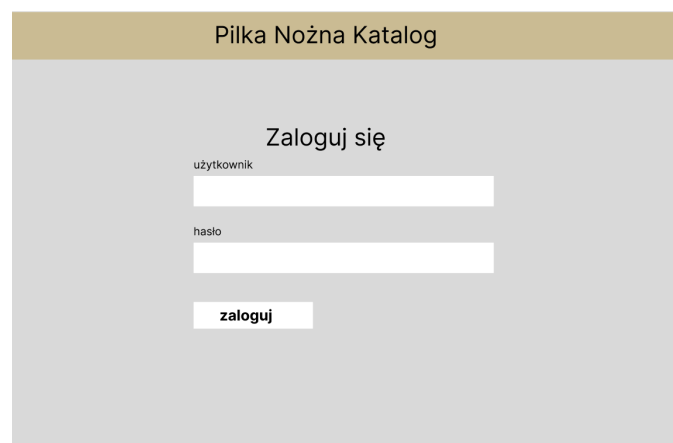 Pilka Nożna Katalog
Zaloguj się
użytkownik
hasło
zaloguj